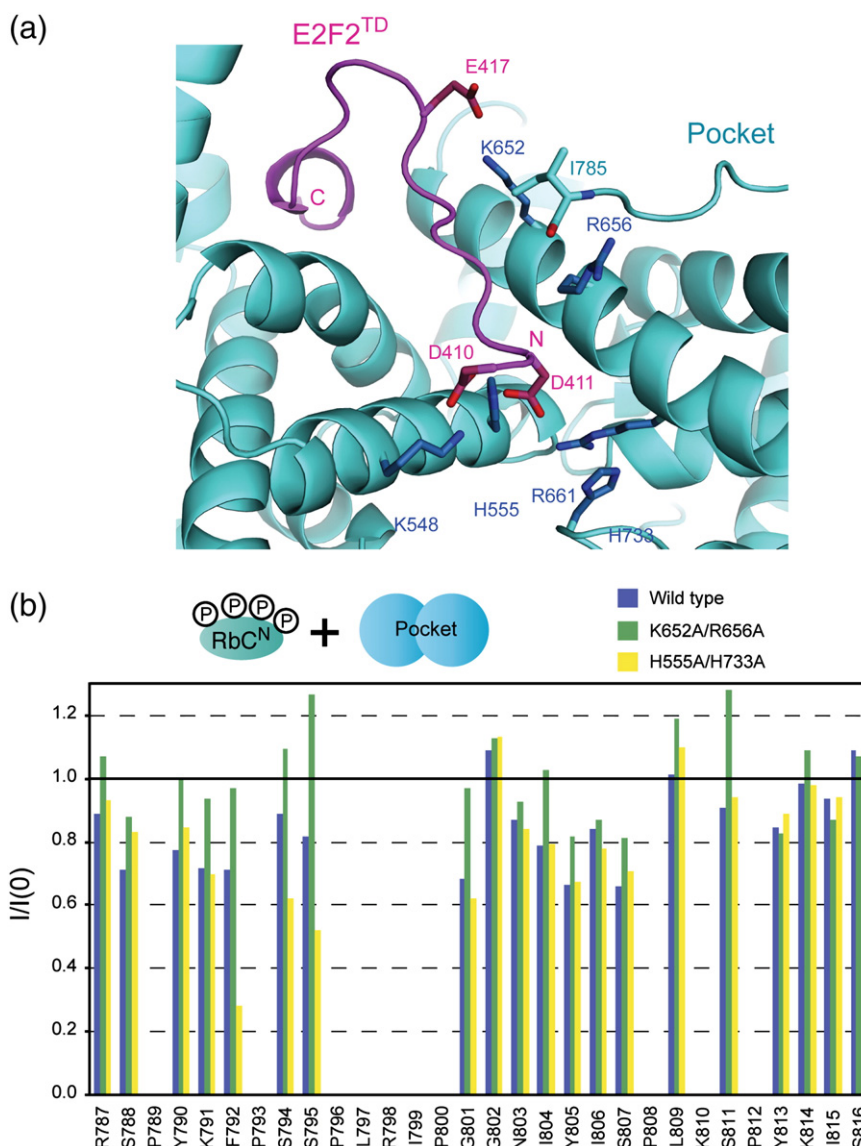 (a)
E2F2TD
E417
Pocket
K652
I785
R656
C
N
D410
D411
K548
H555
R661
H733
(b)
P P P P
RbCN + Pocket
Wild type
K652A/R656A
H555A/H733A
I/I(0)
1.2
1.0
0.8
0.6
0.4
0.2
0.0
R787
S788
P789
Y790
K791
F792
P793
S794
S795
P796
L797
R798
I799
P800
G801
G802
N803
I804
Y805
I806
S807
P808
L809
K810
S811
P812
Y813
K814
I815
S816